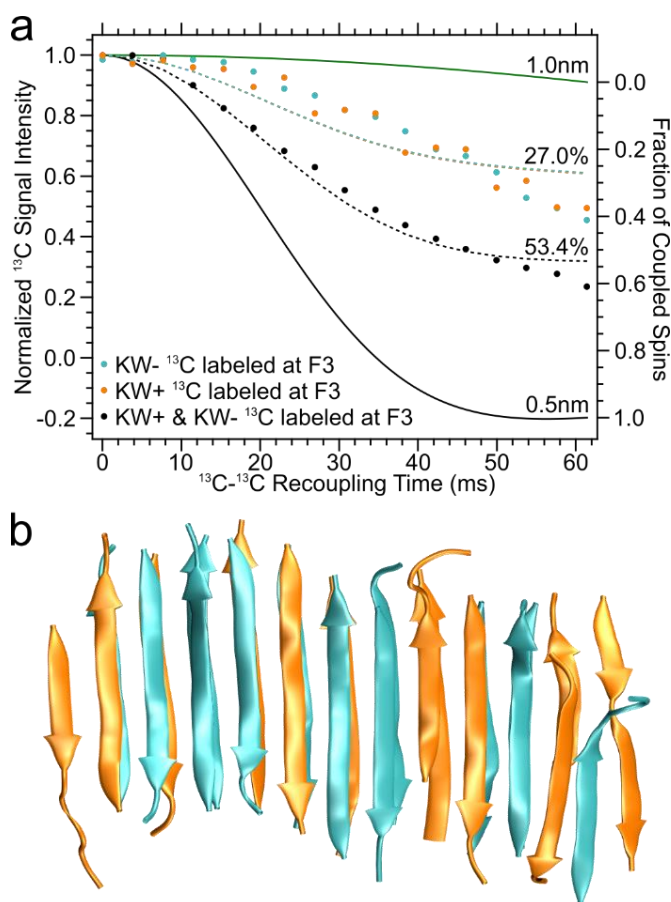 a
1.0
0.8
0.6
0.4
0.2
0.0
-0.2
Normalized ¹³C Signal Intensity
1.0nm
27.0%
53.4%
0.5nm
KW- ¹³C labeled at F3
KW+ ¹³C labeled at F3
KW+ & KW- ¹³C labeled at F3
0.0
0.2
0.4
0.6
0.8
1.0
Fraction of Coupled Spins
0 10 20 30 40 50 60
¹³C-¹³C Recoupling Time (ms)
b